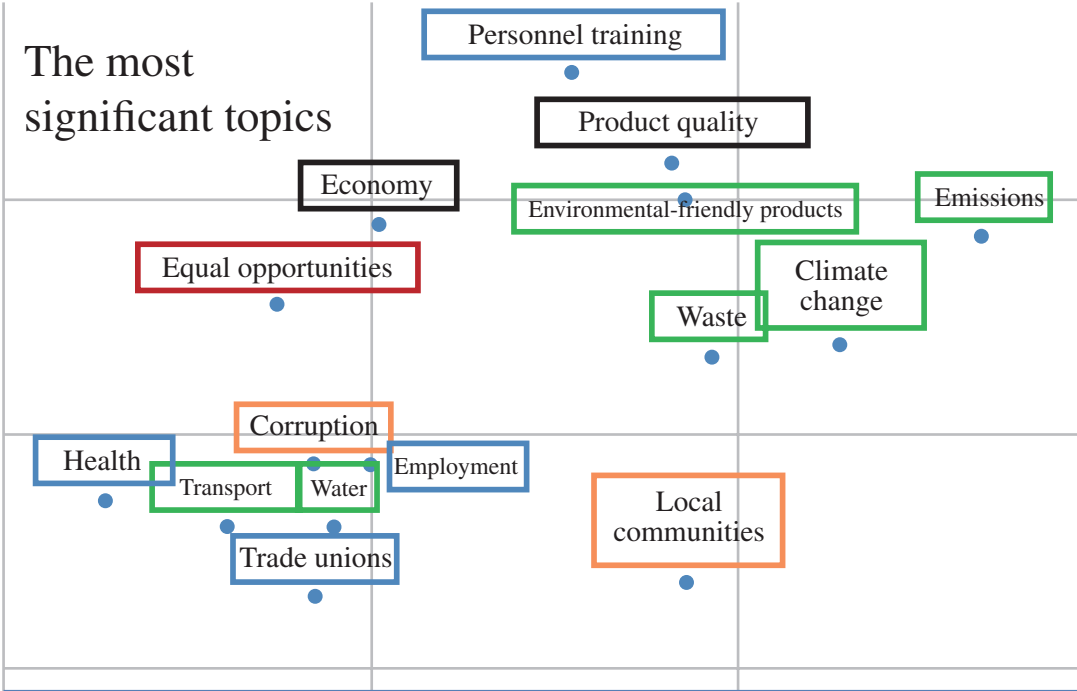 The most
significant topics
Personnel training
Product quality
Economy
Environmental-friendly products
Emissions
Equal opportunities
Climate
change
Waste
Corruption
Health
Employment
Transport
Water
Local
communities
Trade unions